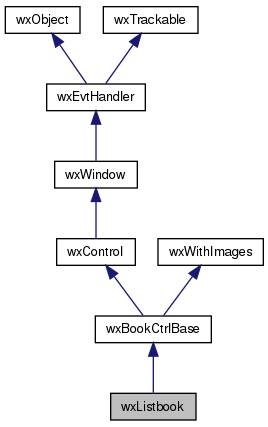 wxObject
wxTrackable
wxEvtHandler
wxWindow
wxControl
wxWithImages
wxBookCtrlBase
wxListbook